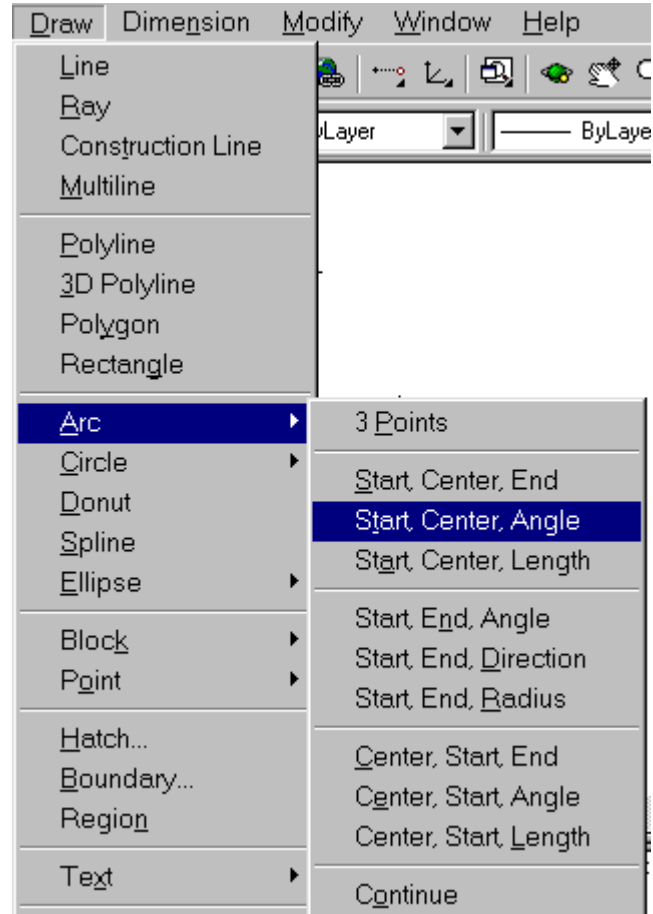 Draw Dimension Modify Window Help
Line
Ray
Construction Line
Multiline
Layer
ByLaye
Polyline
3D Polyline
Polygon
Rectangle
Arc
Circle
Donut
Spline
Ellipse
Block
Point
Hatch...
Boundary...
Region
Text
3 Points
Start, Center, End
Start, Center, Angle
Start, Center, Length
Start, End, Angle
Start, End, Direction
Start, End, Radius
Center, Start, End
Center, Start, Angle
Center, Start, Length
Continue